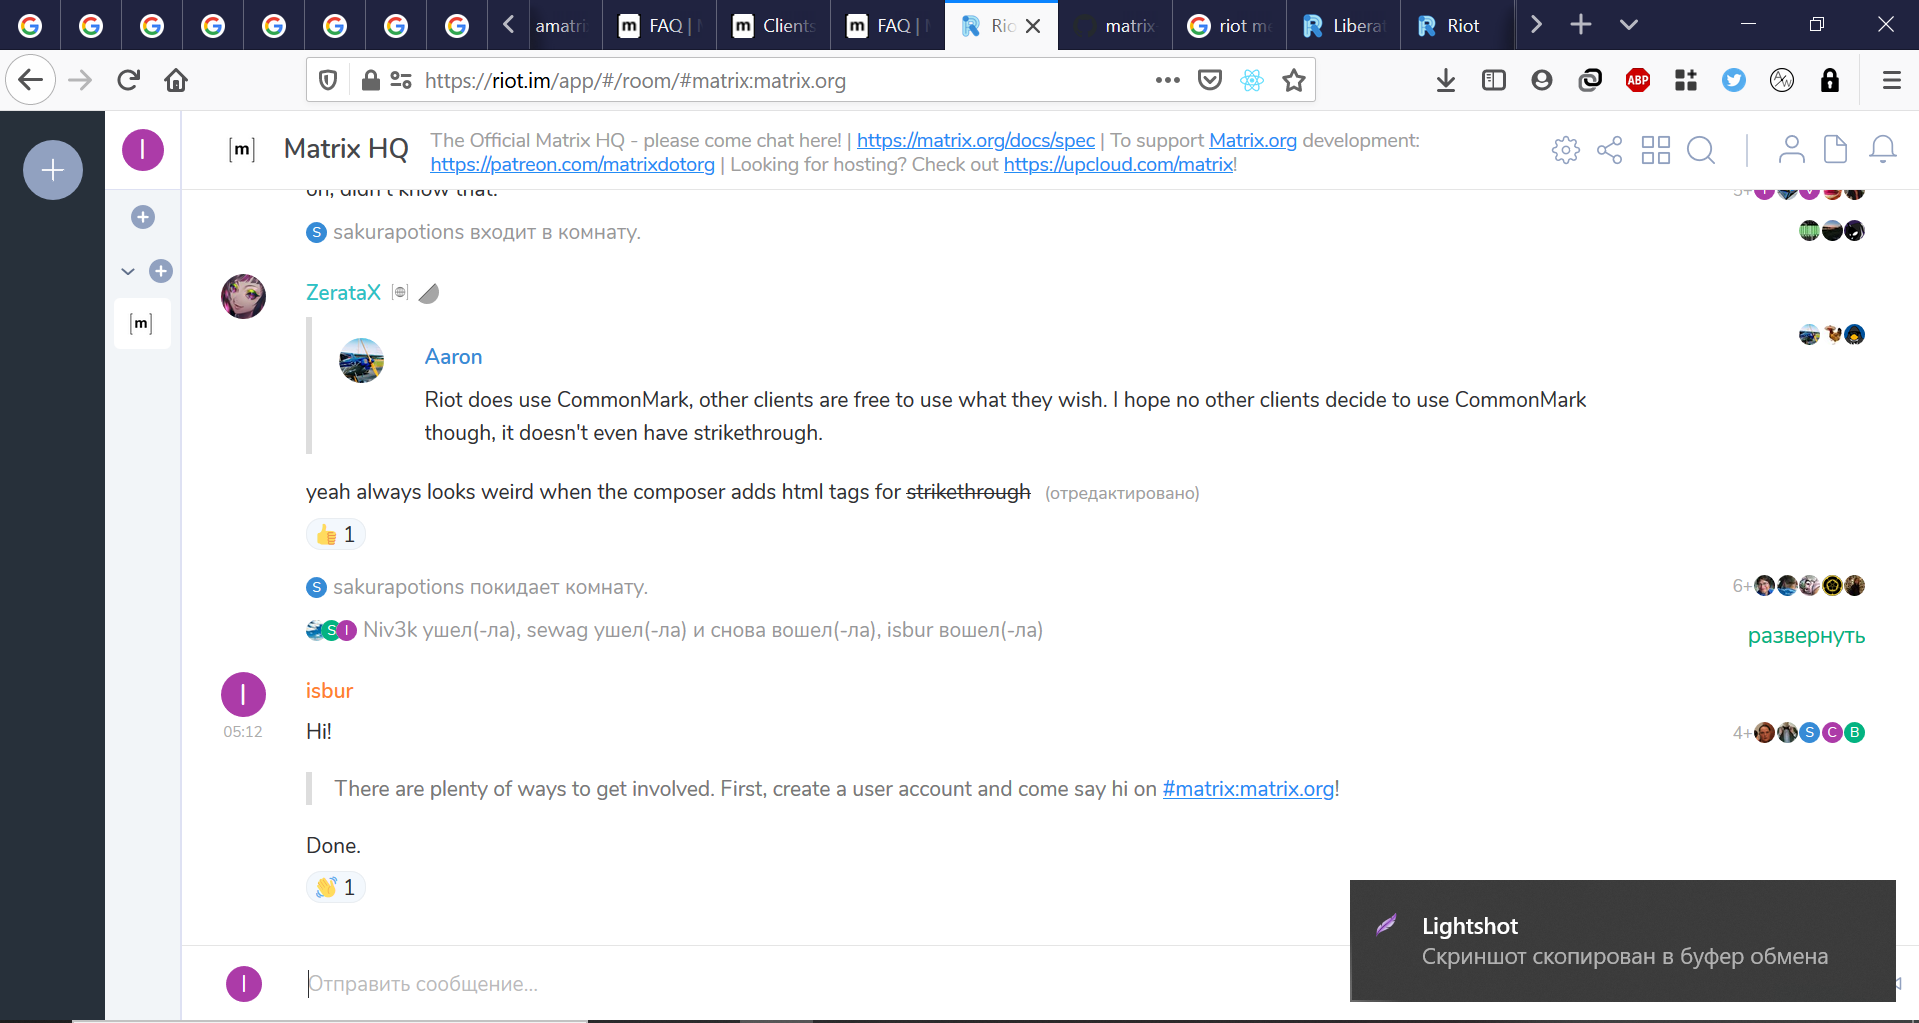 amatri
FAQ |
Clients
FAQ |
Rio
matrix
riot m
Libera
Riot
https://riot.im/app/#/room/#matrix:matrix.org
ABP
I
[m]
Matrix HQ
The Official Matrix HQ - please come chat here! | https://matrix.org/docs/spec | To support Matrix.org development:
https://patreon.com/matrixdotorg | Looking for hosting? Check out https://upcloud.com/matrix!
oh, didn't know that.
5+
S sakurapotions входит в комнату.
[m]
ZerataX
Aaron
Riot does use CommonMark, other clients are free to use what they wish. I hope no other clients decide to use CommonMark
though, it doesn't even have strikethrough.
yeah always looks weird when the composer adds html tags for strikethrough (отредактировано)
👍 1
S sakurapotions покидает комнату.
6+
S I Niv3k ушел(-ла), sewag ушел(-ла) и снова вошел(-ла), isbur вошел(-ла)
развернуть
I
isbur
05:12
Hi!
4+ S C B
There are plenty of ways to get involved. First, create a user account and come say hi on #matrix:matrix.org!
Done.
👋 1
Lightshot
Скриншот скопирован в буфер обмена
I
Отправить сообщение...